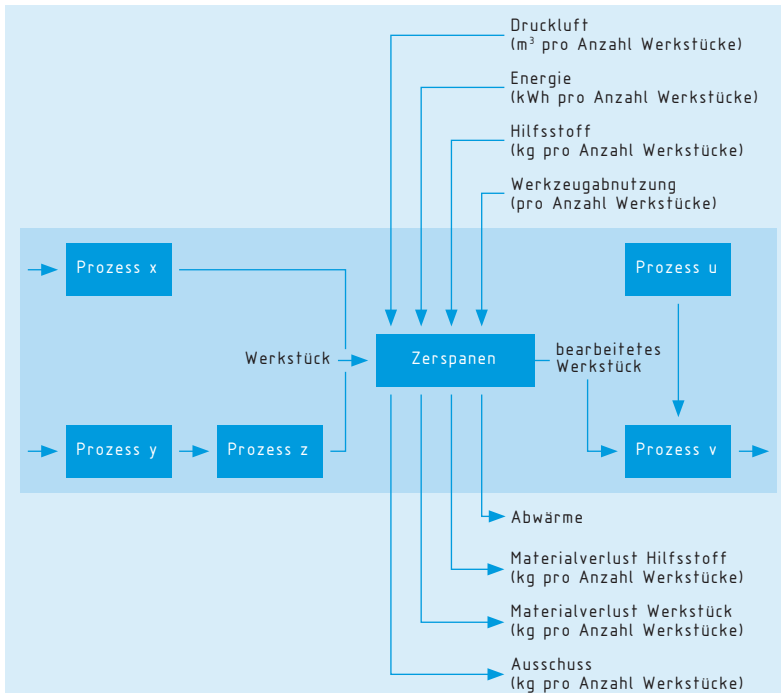 Druckluft
(m³ pro Anzahl Werkstücke)
Energie
(kWh pro Anzahl Werkstücke)
Hilfsstoff
(kg pro Anzahl Werkstücke)
Werkzeugabnutzung
(pro Anzahl Werkstücke)
Prozess x
Prozess u
Werkstück
Zerspanen
bearbeitetes
Werkstück
Prozess y
Prozess z
Prozess v
Abwärme
Materialverlust Hilfsstoff
(kg pro Anzahl Werkstücke)
Materialverlust Werkstück
(kg pro Anzahl Werkstücke)
Ausschuss
(kg pro Anzahl Werkstücke)